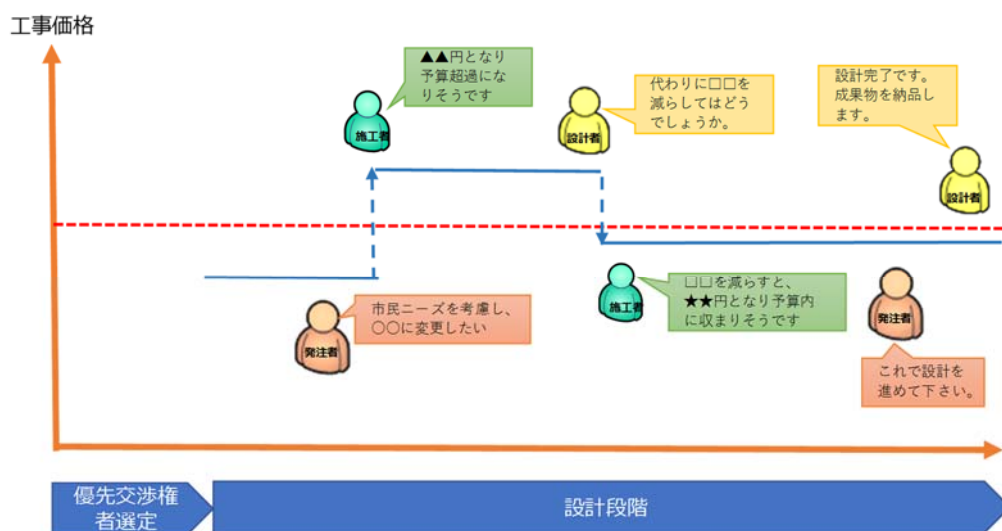 工事価格
▲▲円となり
予算超過にな
りそうです
施工者
代わりに□□を
減らしてはどう
でしょうか。
設計者
設計完了です。
成果物を納品し
ます。
設計者
市民ニーズを考慮し、
〇〇に変更したい
発注者
施工者
□□を減らすと、
★★円となり予算内
に収まりそうです
発注者
これで設計を
進めて下さい。
優先交渉権
者選定
設計段階